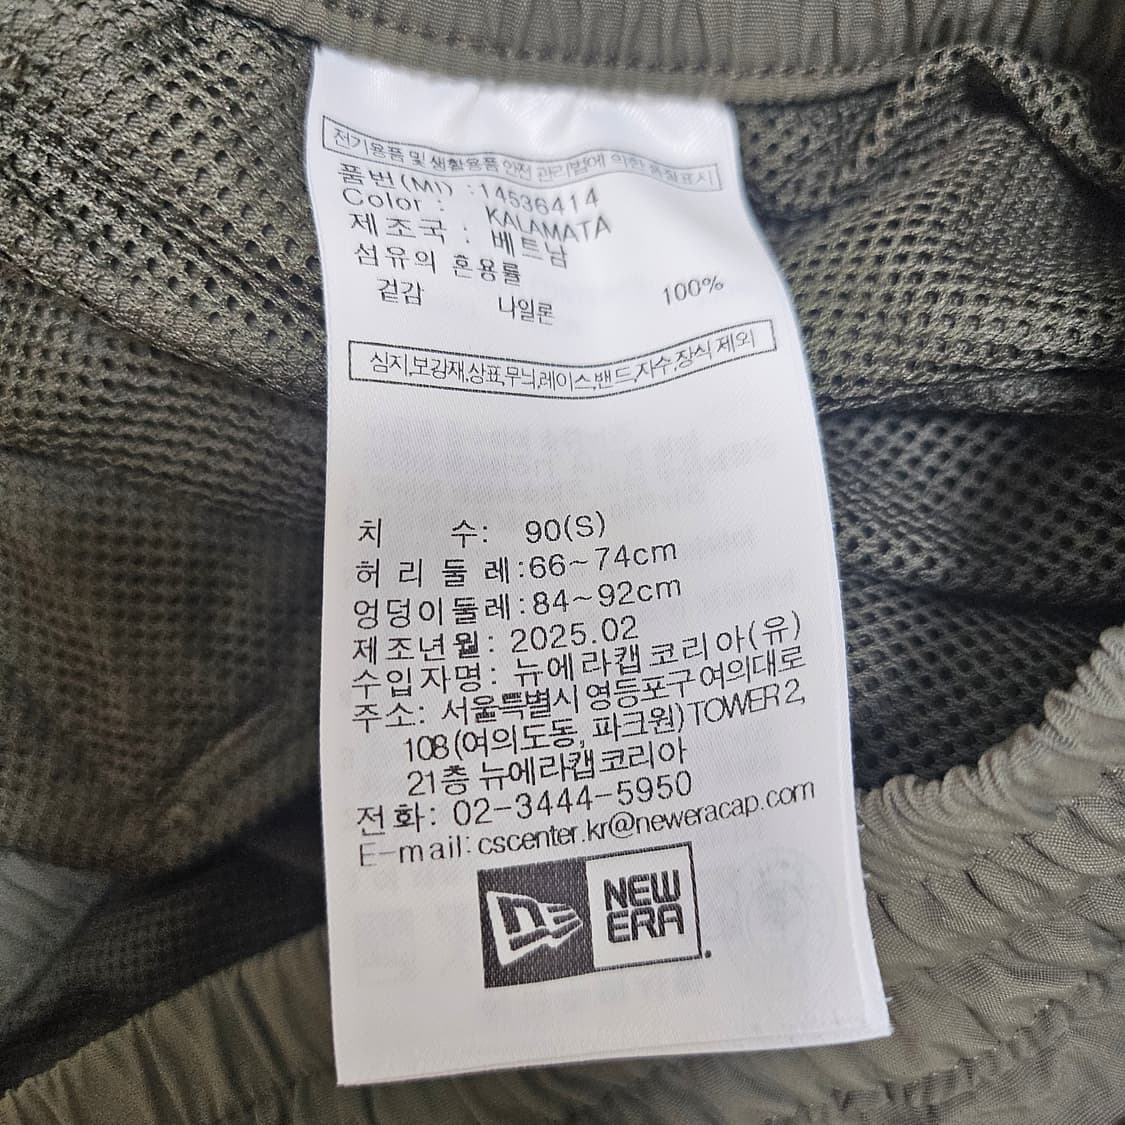 전기용품 및 생활용품 안전 관리법에 의한 품질표시
품번(MI) : 14536414
Color : KALAMATA
제조국 : 베트남
섬유의 혼용률
겉감 나일론 100%
심지,보강재,상표,무늬,레이스,밴드,자수,장식 제외
치 수: 90(S)
허리둘레:66~74cm
엉덩이둘레:84~92cm
제조년월: 2025.02
수입자명: 뉴에라캡코리아(유)
주소: 서울특별시 영등포구 여의대로
108(여의도동, 파크원) TOWER 2,
21층 뉴에라캡코리아
전화: 02-3444-5950
E-mail: cscenter.kr@neweracap.com
NE NEW
ERA